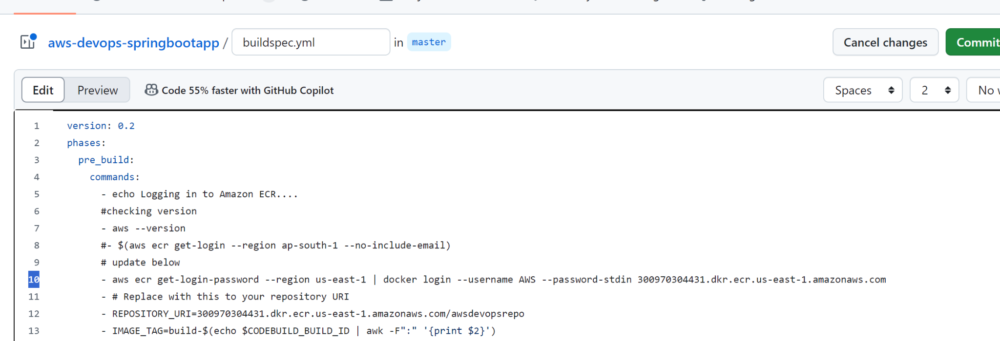 aws-devops-springbootapp / buildspec.yml in master Cancel changes Commit
Edit Preview Code 55% faster with GitHub Copilot Spaces 2 No
1 version: 0.2
2 phases:
3 pre_build:
4 commands:
5 - echo Logging in to Amazon ECR....
6 #checking version
7 - aws --version
8 #- $(aws ecr get-login --region ap-south-1 --no-include-email)
9 # update below
10 - aws ecr get-login-password --region us-east-1 | docker login --username AWS --password-stdin 300970304431.dkr.ecr.us-east-1.amazonaws.com
11 - # Replace with this to your repository URI
12 - REPOSITORY_URI=300970304431.dkr.ecr.us-east-1.amazonaws.com/awsdevopsrepo
13 - IMAGE_TAG=build-$(echo $CODEBUILD_BUILD_ID | awk -F":" '{print $2}')